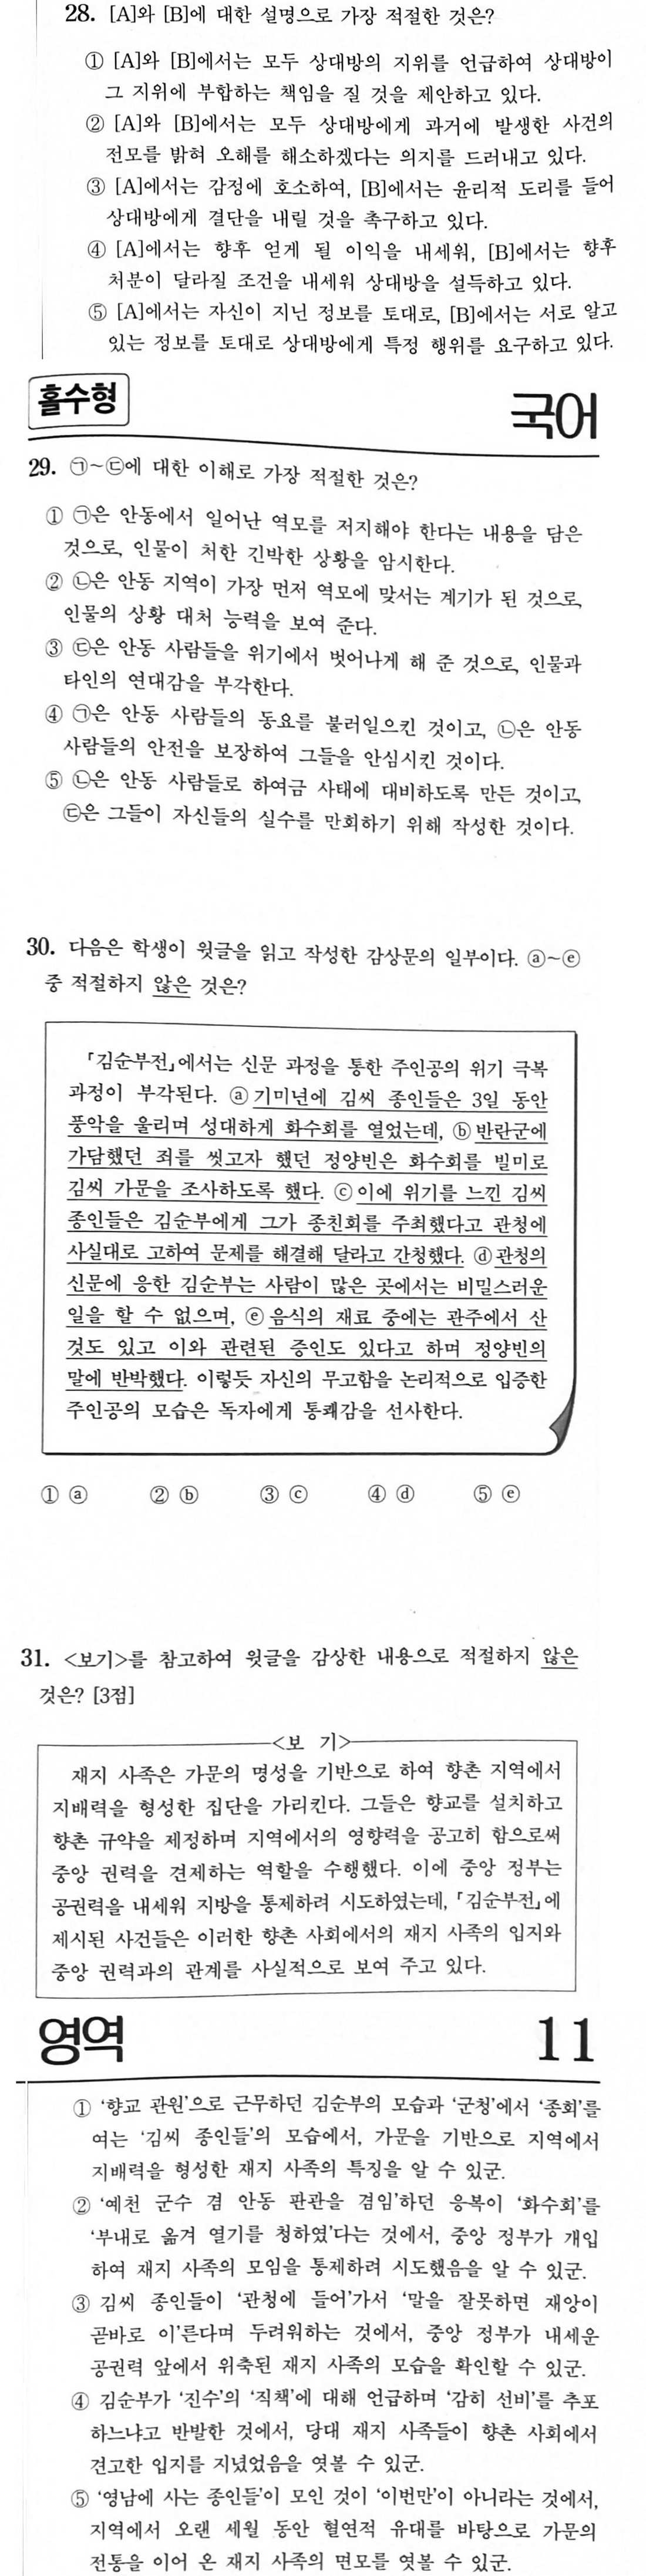 28. [A]와 [B]에 대한 설명으로 가장 적절한 것은?
① [A]와 [B]에서는 모두 상대방의 지위를 언급하여 상대방이
그 지위에 부합하는 책임을 질 것을 제안하고 있다.
② [A]와 [B]에서는 모두 상대방에게 과거에 발생한 사건의
전모를 밝혀 오해를 해소하겠다는 의지를 드러내고 있다.
③ [A]에서는 감정에 호소하여, [B]에서는 윤리적 도리를 들어
상대방에게 결단을 내릴 것을 촉구하고 있다.
④ [A]에서는 향후 얻게 될 이익을 내세워, [B]에서는 향후
처분이 달라질 조건을 내세워 상대방을 설득하고 있다.
⑤ [A]에서는 자신이 지닌 정보를 토대로, [B]에서는 서로 알고
있는 정보를 토대로 상대방에게 특정 행위를 요구하고 있다.
홀수형
국어
29. ㉠~㉢에 대한 이해로 가장 적절한 것은?
① ㉠은 안동에서 일어난 역모를 저지해야 한다는 내용을 담은
것으로, 인물이 처한 긴박한 상황을 암시한다.
② ㉡은 안동 지역이 가장 먼저 역모에 맞서는 계기가 된 것으로,
인물의 상황 대처 능력을 보여 준다.
③ ㉢은 안동 사람들을 위기에서 벗어나게 해 준 것으로, 인물과
타인의 연대감을 부각한다.
④ ㉠은 안동 사람들의 동요를 불러일으킨 것이고, ㉡은 안동
사람들의 안전을 보장하여 그들을 안심시킨 것이다.
⑤ ㉡은 안동 사람들로 하여금 사태에 대비하도록 만든 것이고,
㉢은 그들이 자신들의 실수를 만회하기 위해 작성한 것이다.
30. 다음은 학생이 윗글을 읽고 작성한 감상문의 일부이다. ⓐ~ⓔ
중 적절하지 않은 것은?
「김순부전」에서는 신문 과정을 통한 주인공의 위기 극복
과정이 부각된다. ⓐ기미년에 김씨 종인들은 3일 동안
풍악을 울리며 성대하게 화수회를 열었는데, ⓑ반란군에
가담했던 죄를 씻고자 했던 정양빈은 화수회를 빌미로
김씨 가문을 조사하도록 했다. ⓒ이에 위기를 느낀 김씨
종인들은 김순부에게 그가 종친회를 주최했다고 관청에
사실대로 고하여 문제를 해결해 달라고 간청했다. ⓓ관청의
신문에 응한 김순부는 사람이 많은 곳에서는 비밀스러운
일을 할 수 없으며, ⓔ음식의 재료 중에는 관주에서 산
것도 있고 이와 관련된 증인도 있다고 하며 정양빈의
말에 반박했다. 이렇듯 자신의 무고함을 논리적으로 입증한
주인공의 모습은 독자에게 통쾌감을 선사한다.
① ⓐ ② ⓑ ③ ⓒ ④ ⓓ ⑤ ⓔ
31. <보기>를 참고하여 윗글을 감상한 내용으로 적절하지 않은
것은? [3점]
<보 기>
재지 사족은 가문의 명성을 기반으로 하여 향촌 지역에서
지배력을 형성한 집단을 가리킨다. 그들은 향교를 설치하고
향촌 규약을 제정하며 지역에서의 영향력을 공고히 함으로써
중앙 권력을 견제하는 역할을 수행했다. 이에 중앙 정부는
공권력을 내세워 지방을 통제하려 시도하였는데, 「김순부전」에
제시된 사건들은 이러한 향촌 사회에서의 재지 사족의 입지와
중앙 권력과의 관계를 사실적으로 보여 주고 있다.
영역
11
① ‘향교 관원’으로 근무하던 김순부의 모습과 ‘군청’에서 ‘종회’를
여는 ‘김씨 종인들’의 모습에서, 가문을 기반으로 지역에서
지배력을 형성한 재지 사족의 특징을 알 수 있군.
② ‘예천 군수 겸 안동 판관을 겸임’하던 응복이 ‘화수회’를
‘부내로 옮겨 열기를 청하였’다는 것에서, 중앙 정부가 개입
하여 재지 사족의 모임을 통제하려 시도했음을 알 수 있군.
③ 김씨 종인들이 ‘관청에 들어’가서 ‘말을 잘못하면 재앙이
곧바로 이’른다며 두려워하는 것에서, 중앙 정부가 내세운
공권력 앞에서 위축된 재지 사족의 모습을 확인할 수 있군.
④ 김순부가 ‘진수’의 ‘직책’에 대해 언급하며 ‘감히 선비’를 추포
하느냐고 반발한 것에서, 당대 재지 사족들이 향촌 사회에서
견고한 입지를 지녔었음을 엿볼 수 있군.
⑤ ‘영남에 사는 종인들’이 모인 것이 ‘이번만’이 아니라는 것에서,
지역에서 오랜 세월 동안 혈연적 유대를 바탕으로 가문의
전통을 이어 온 재지 사족의 면모를 엿볼 수 있군.